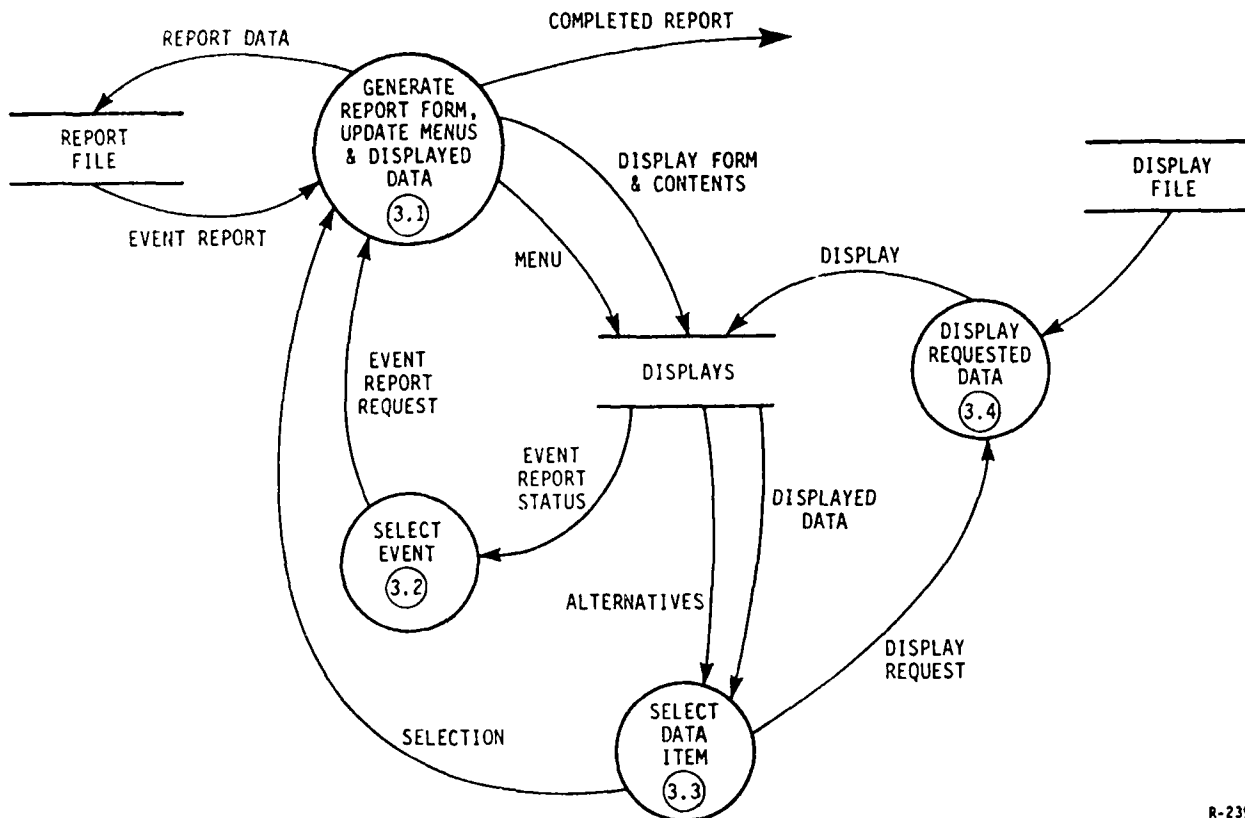 COMPLETED REPORT
REPORT DATA
GENERATE
REPORT FORM,
UPDATE MENUS
& DISPLAYED
DATA
3.1
REPORT
FILE
EVENT REPORT
DISPLAY FORM
& CONTENTS
MENU
DISPLAY
FILE
DISPLAY
DISPLAY
REQUESTED
DATA
3.4
DISPLAYS
EVENT
REPORT
REQUEST
EVENT
REPORT
STATUS
DISPLAYED
DATA
SELECT
EVENT
3.2
ALTERNATIVES
DISPLAY
REQUEST
SELECTION
SELECT
DATA
ITEM
3.3